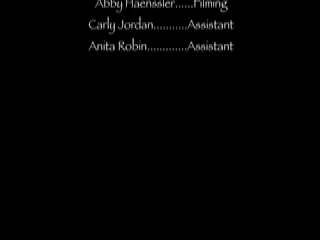 Abby Haenssler......Filming
Carly Jordan...........Assistant
Anita Robin.............Assistant